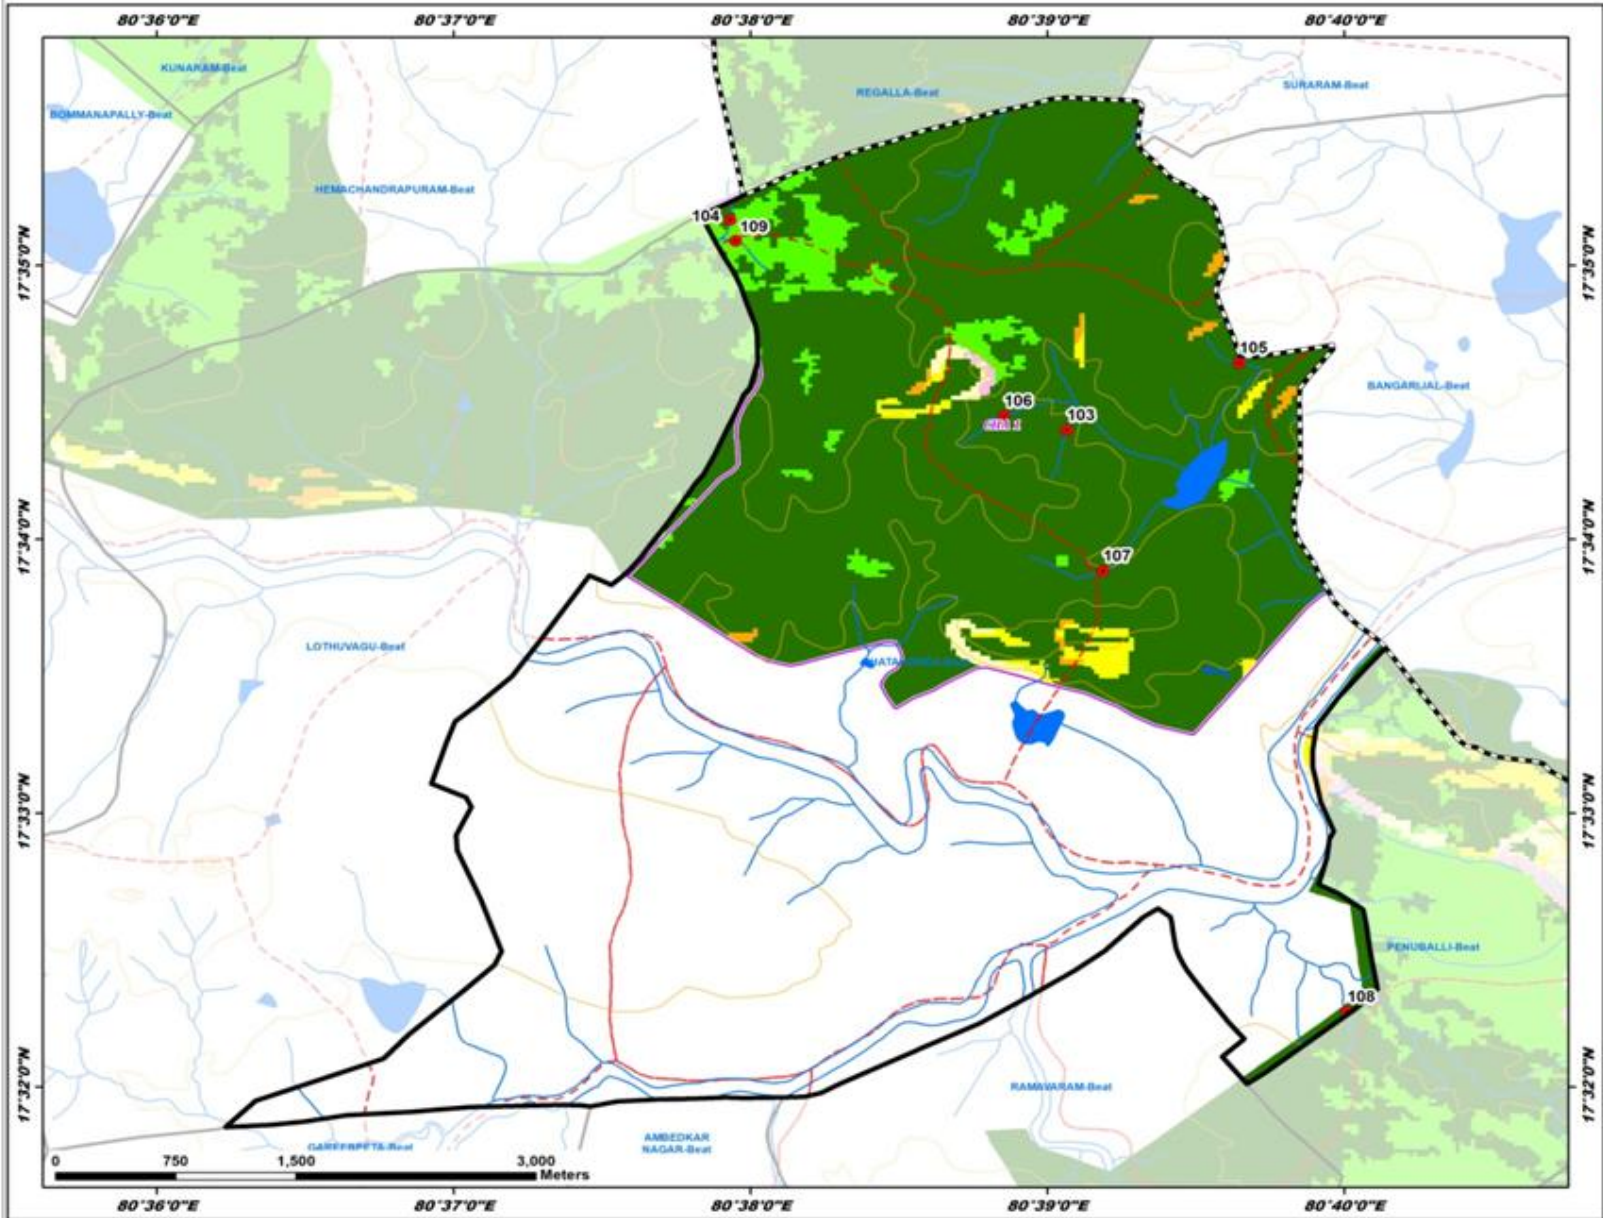 80°36'0"E 80°37'0"E 80°38'0"E 80°39'0"E 80°40'0"E
KUNARAM-Beat
REGALLA-Beat
SURARAM-Beat
BOMMANAPALLY-Beat
HEMACHANDRAPURAM-Beat
104
109
17°35'0"N
17°35'0"N
105
BANGARIJAL-Beat
106
103
17°34'0"N
17°34'0"N
107
LOTHUVAGU-Beat
17°33'0"N
17°33'0"N
PENUBALLI-Beat
108
17°32'0"N
17°32'0"N
RAMAVARAM-Beat
AMBEDKAR
NAGAR-Beat
0 750 1,500 3,000
Meters
80°36'0"E 80°37'0"E 80°38'0"E 80°39'0"E 80°40'0"E